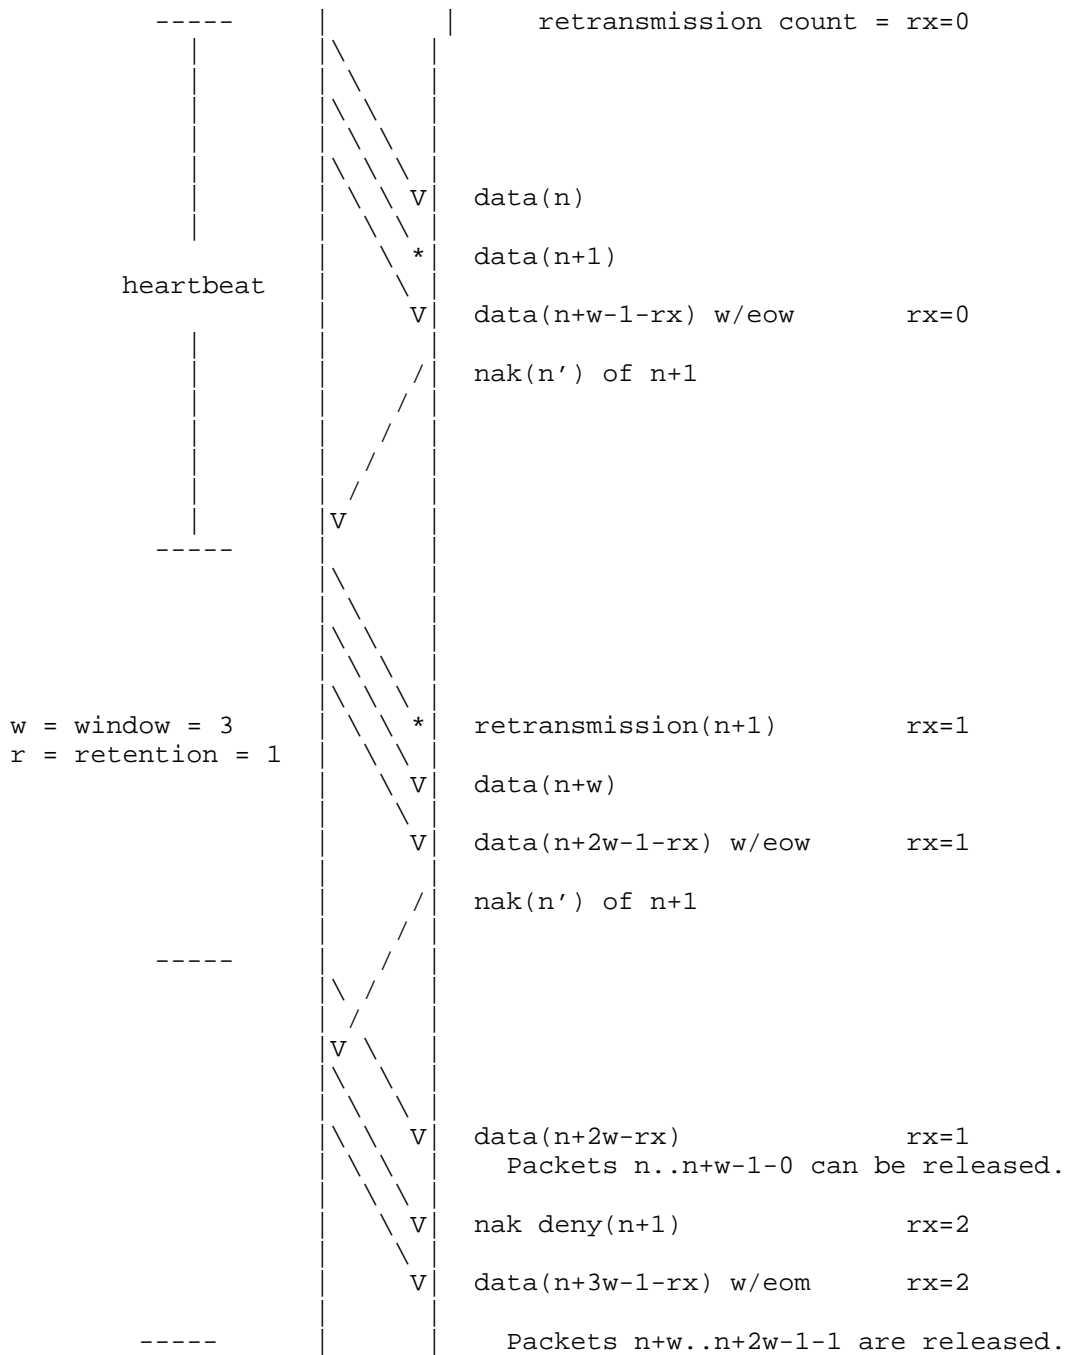 retransmission count = rx=0
data(n)
data(n+1)
heartbeat
data(n+w-1-rx) w/eow rx=0
nak(n') of n+1
w = window = 3
retransmission(n+1) rx=1
r = retention = 1
data(n+w)
data(n+2w-1-rx) w/eow rx=1
nak(n') of n+1
data(n+2w-rx) rx=1
Packets n..n+w-1-0 can be released.
nak deny(n+1) rx=2
data(n+3w-1-rx) w/eom rx=2
Packets n+w..n+2w-1-1 are released.